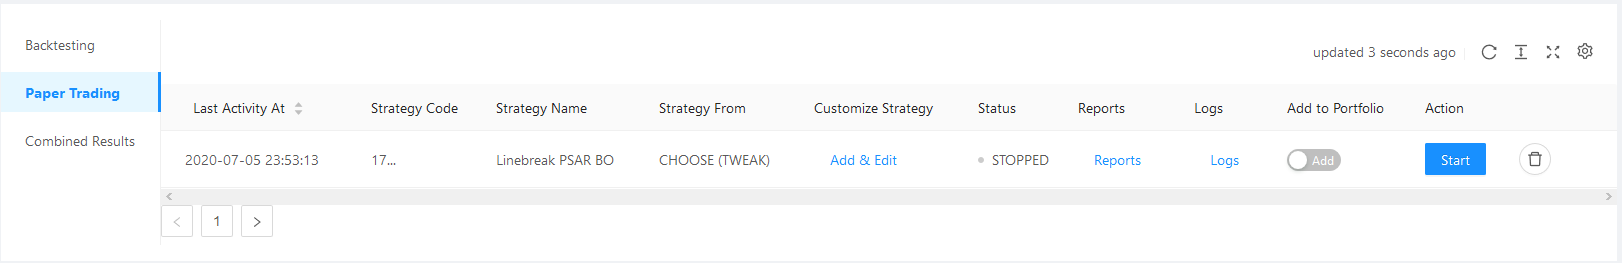 Backtesting
Paper Trading
Combined Results
updated 3 seconds ago
Last Activity At Strategy Code Strategy Name Strategy From Customize Strategy Status Reports Logs Add to Portfolio Action
2020-07-05 23:53:13 17... Linebreak PSAR BO CHOOSE (TWEAK) Add & Edit STOPPED Reports Logs Add Start
< 1 >